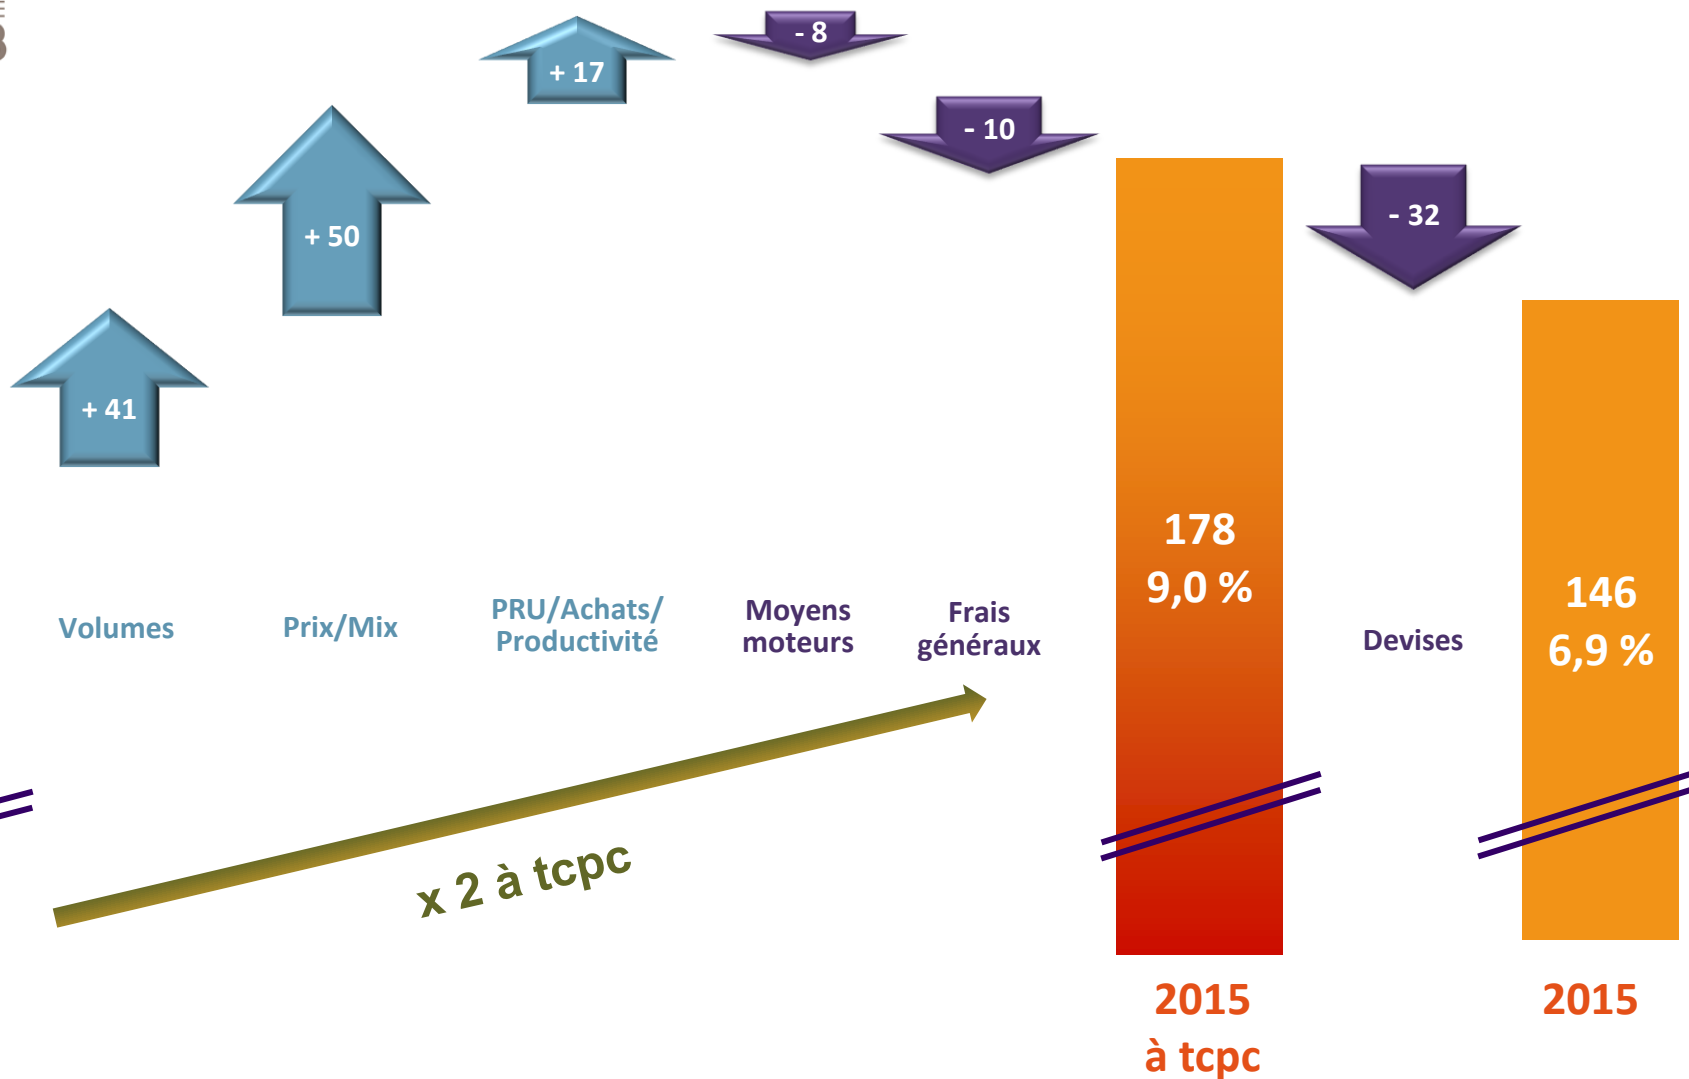 + 17
- 8
- 10
+ 50
- 32
+ 41
Volumes
Prix/Mix
PRU/Achats/
Productivité
Moyens
moteurs
Frais
généraux
178
9,0 %
Devises
146
6,9 %
x 2 à tcpc
2015
à tcpc
2015